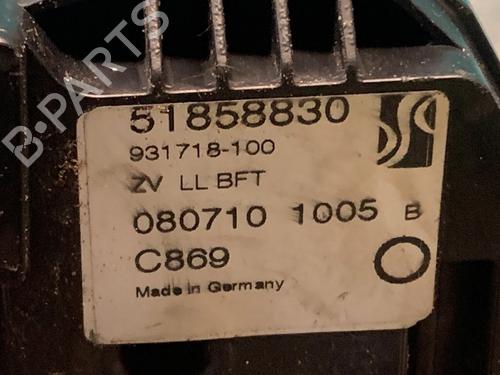 B-PARTS
51858830
931718-100
ZV LL BFT
080710 1005 B
C869
Made in Germany